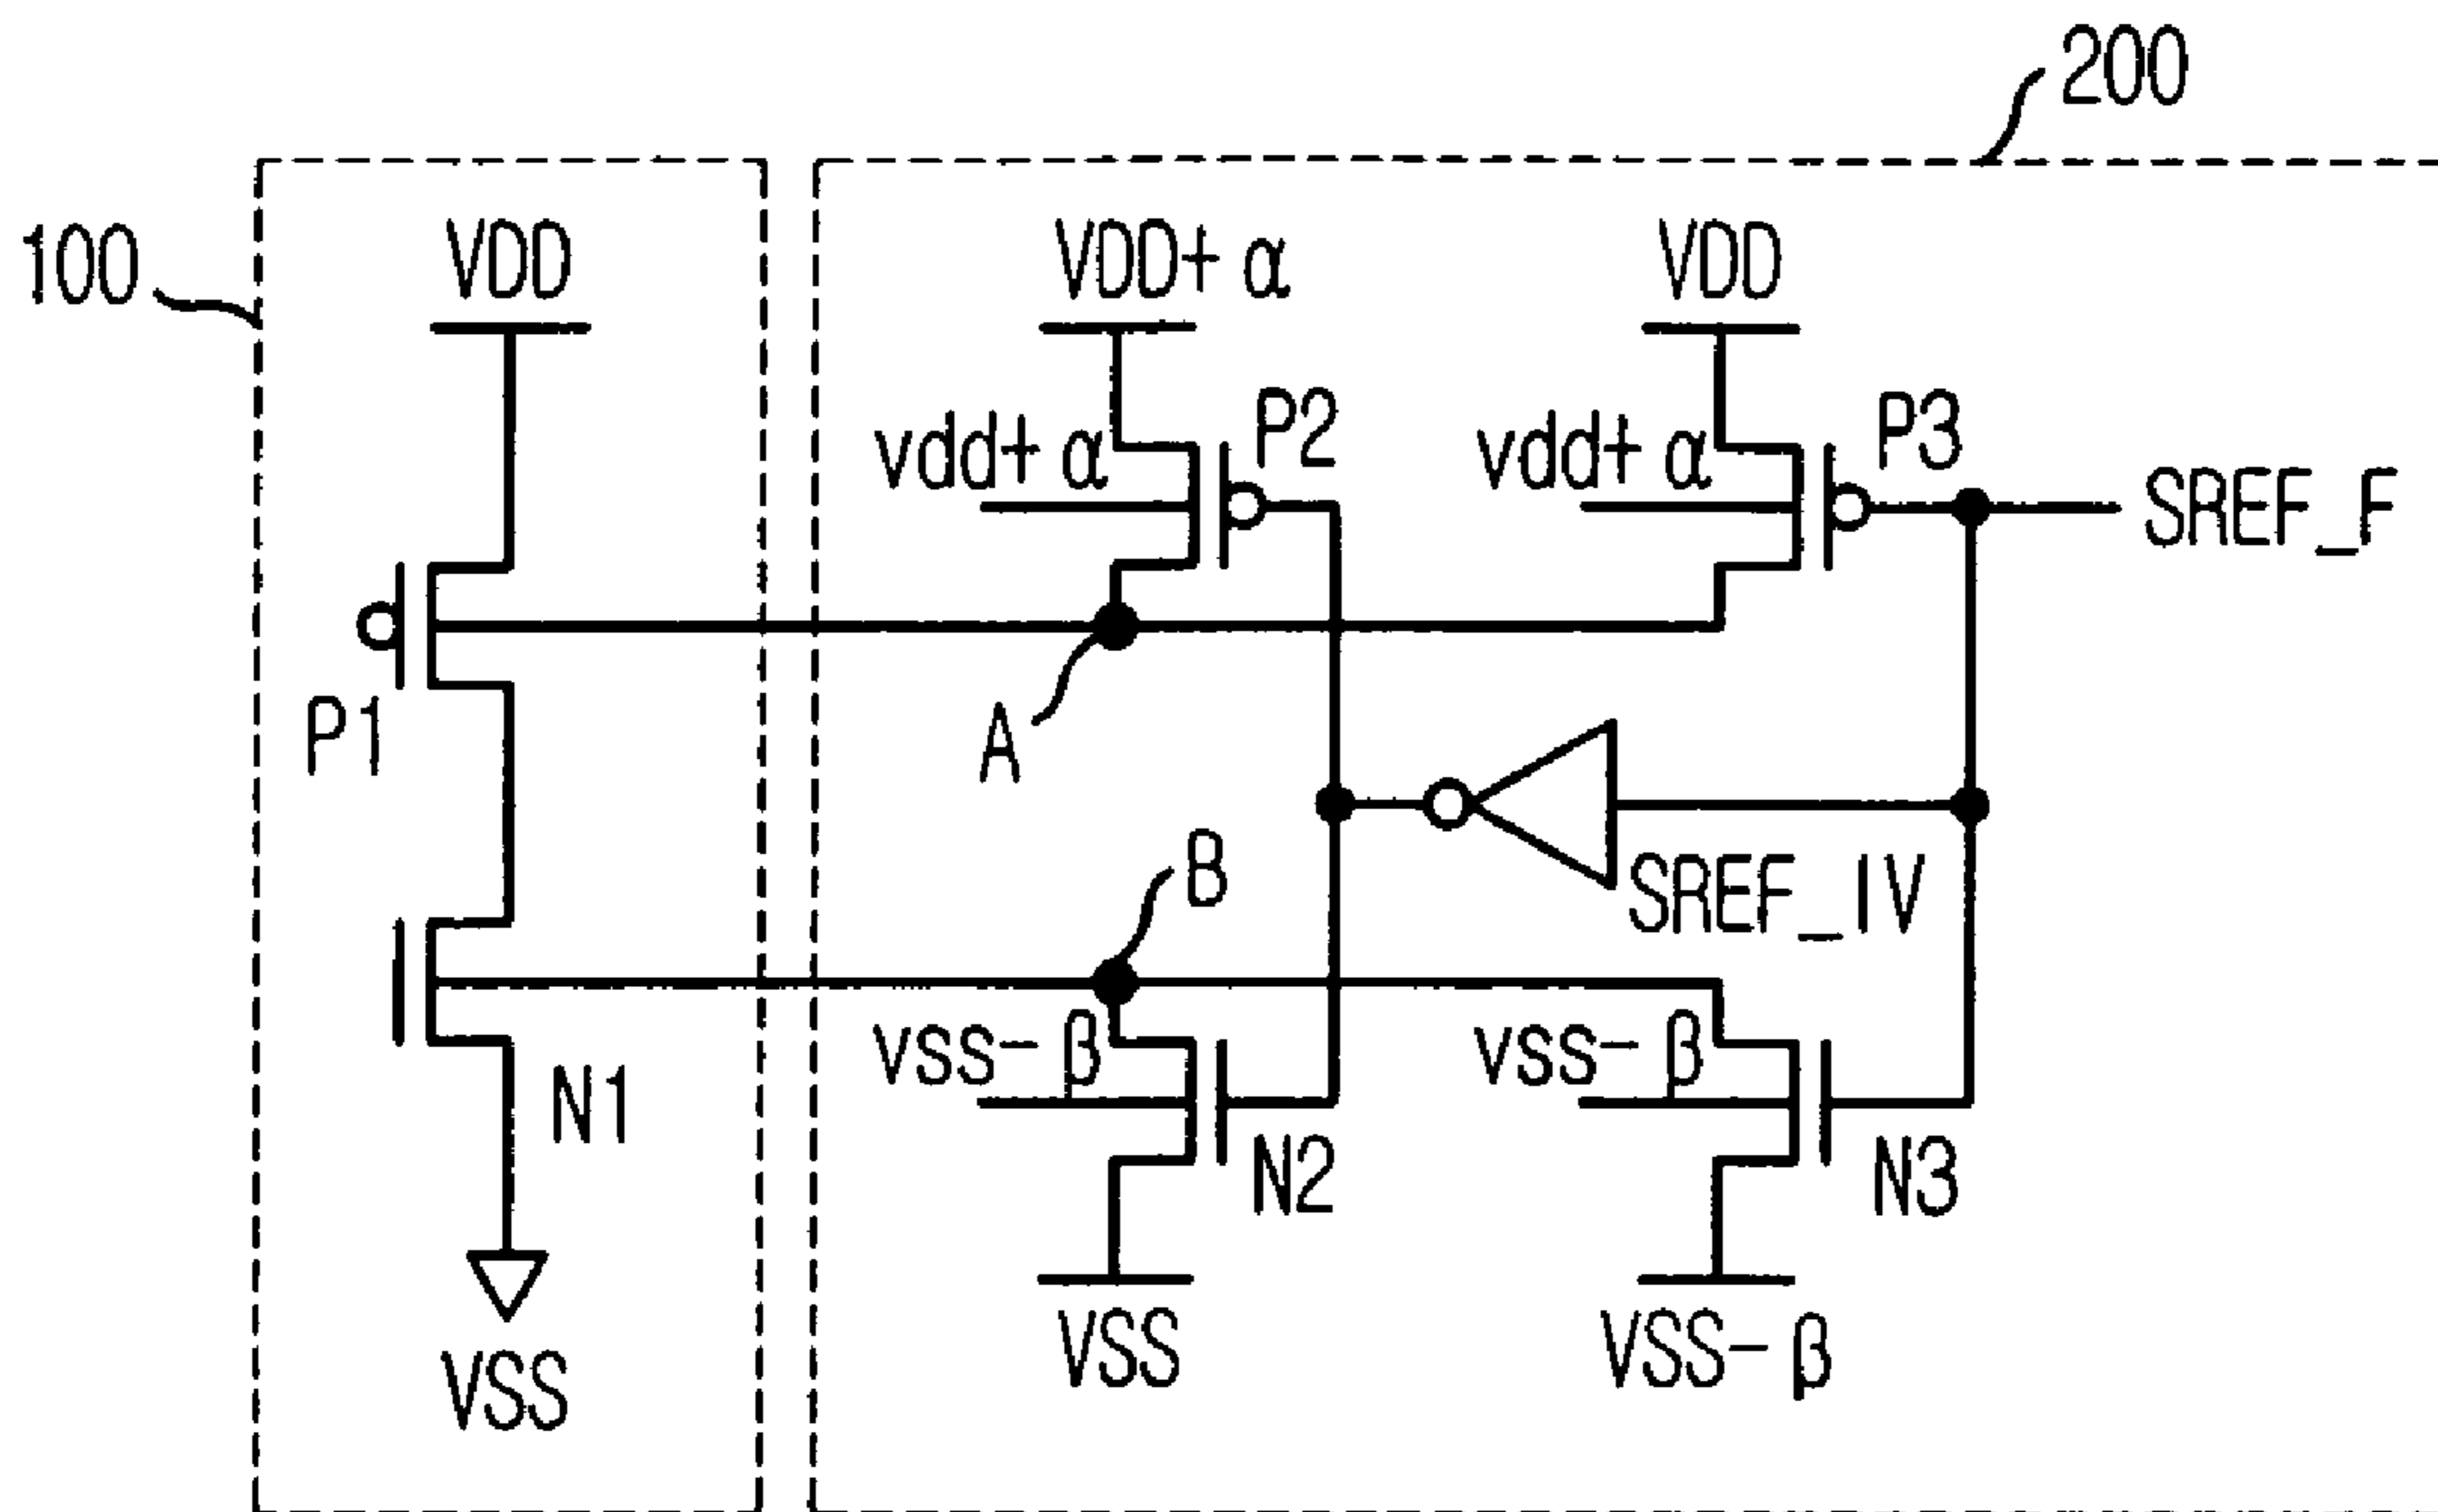 200
100
VDD
VDD+ α
VDD
P2
P3
vdd+ α
vdd+ α
SREF_F
P1
A
B
SREF_IV
vss- β
vss- β
N1
N2
N3
VSS
VSS- β
VSS